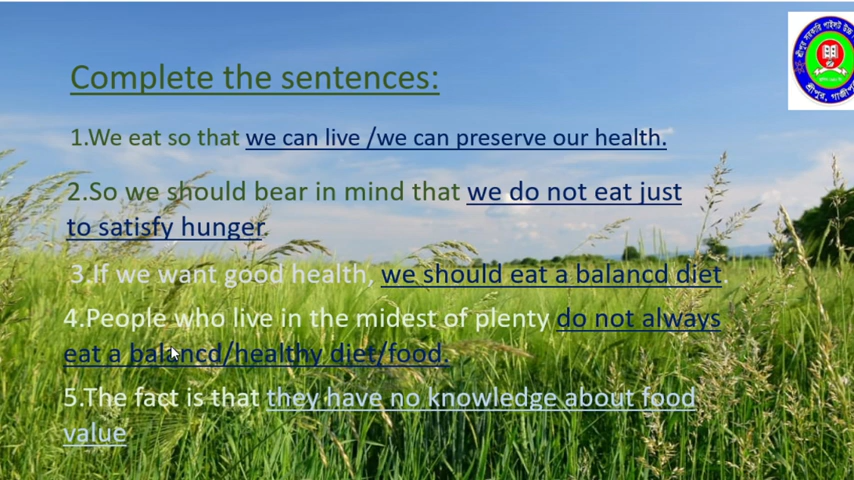 Complete the sentences:
1.We eat so that we can live /we can preserve our health.
2.So we should bear in mind that we do not eat just
to satisfy hunger.
3.If we want good health, we should eat a balancd diet.
4.People who live in the midest of plenty do not always
eat a balancd/healthy diet/food.
5.The fact is that they have no knowledge about food
value